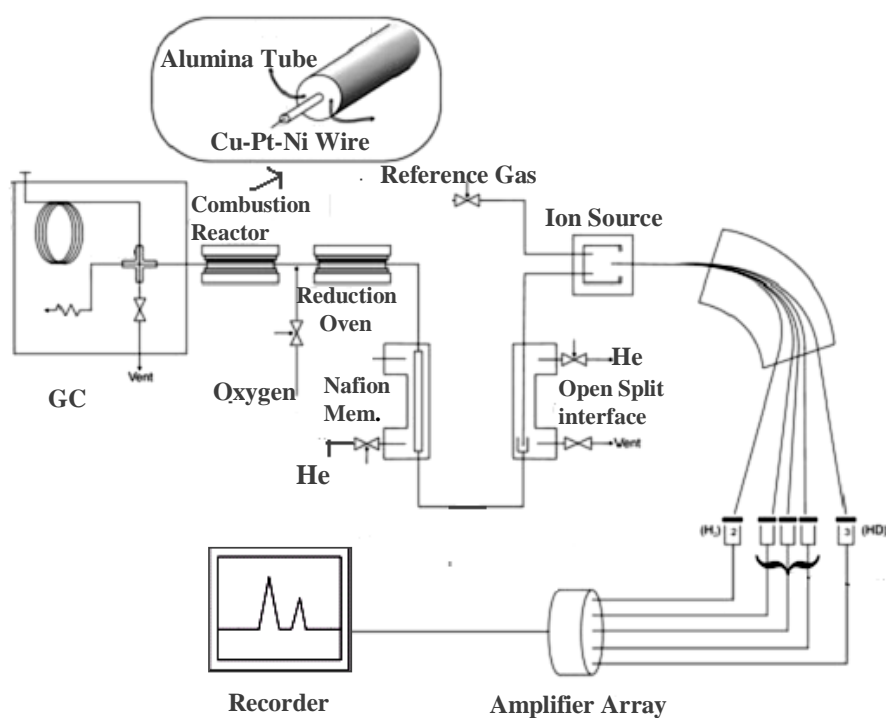 Alumina Tube
Cu-Pt-Ni Wire
Reference Gas
Combustion
Reactor
Ion Source
Reduction
Oven
Vent
GC
Oxygen
Nafion
Mem.
He
He
Open Split
interface
Vent
(H₂) 2
3 (HD)
Recorder
Amplifier Array